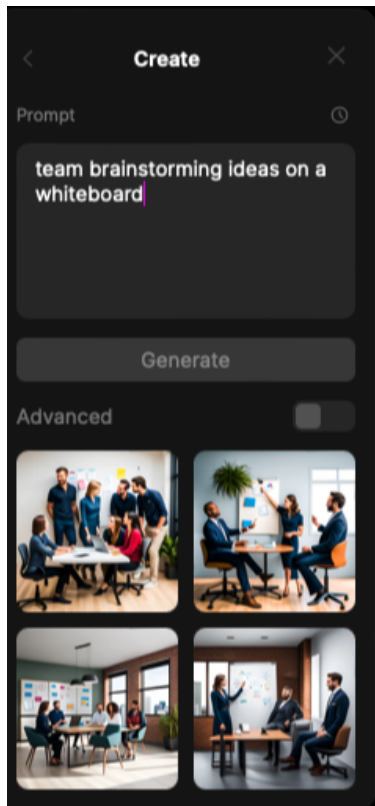 Create
Prompt
team brainstorming ideas on a
whiteboard
Generate
Advanced